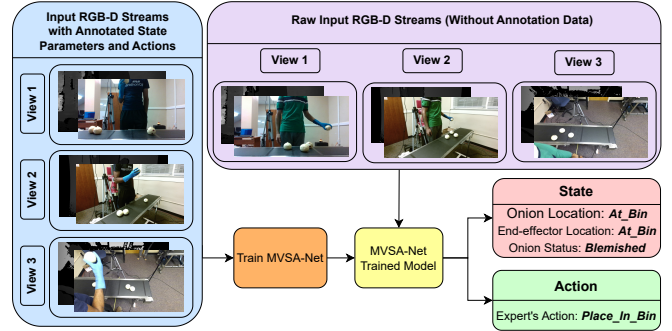 Input RGB-D Streams
with Annotated State
Parameters and Actions
View 1
View 2
View 3
Raw Input RGB-D Streams (Without Annotation Data)
View 1
View 2
View 3
Train MVSA-Net
MVSA-Net
Trained Model
State
Onion Location: At_Bin
End-effector Location: At_Bin
Onion Status: Blemished
Action
Expert's Action: Place_In_Bin